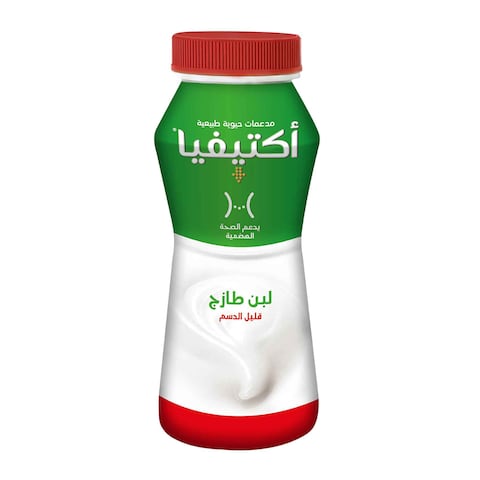 مدعمات حيوية طبيعية
أكتيفيا
يدعم الصحة
الهضمية
لبن طازج
قليل الدسم